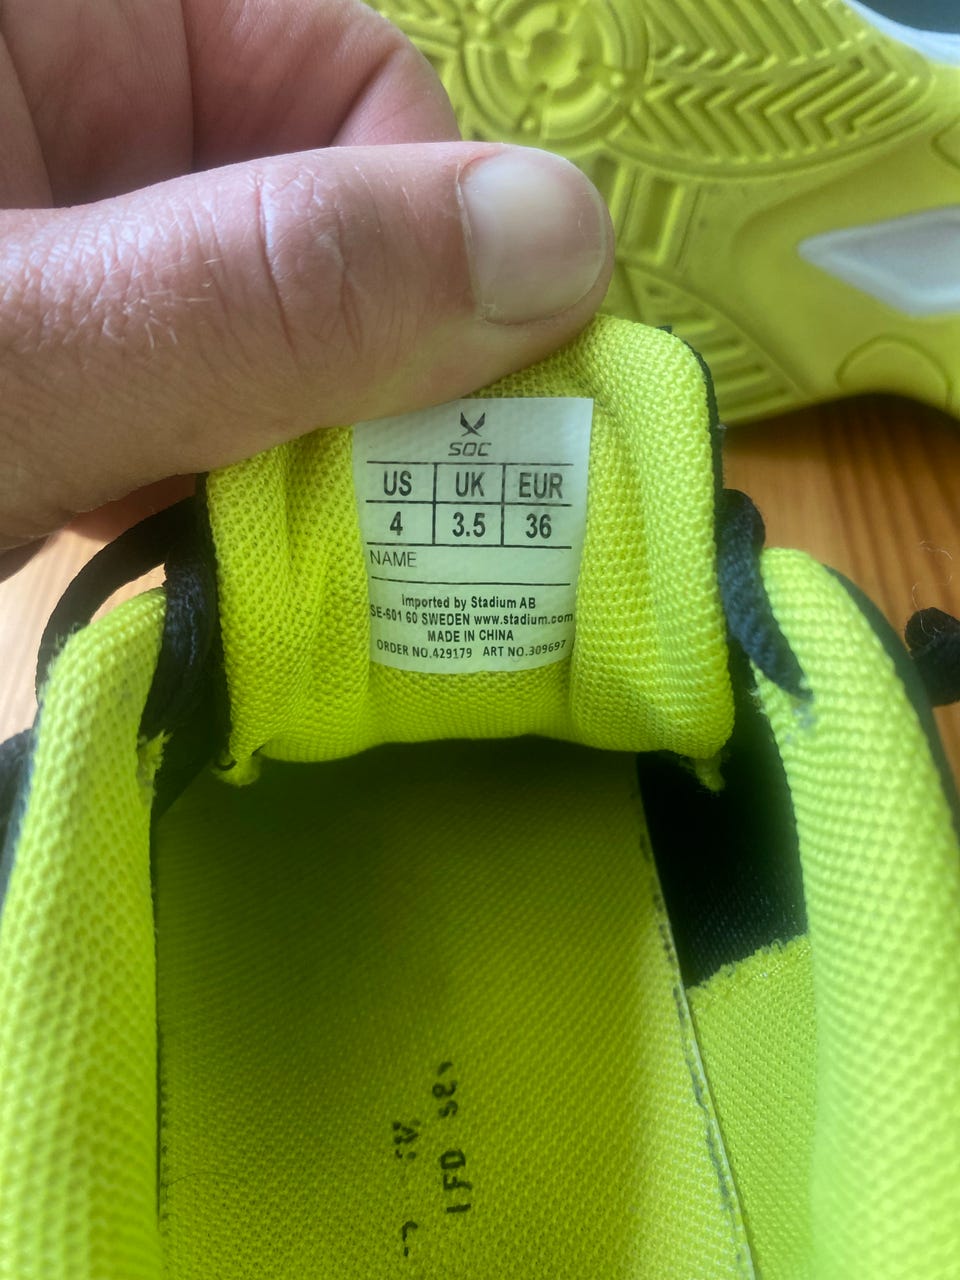 SOC
US UK EUR
4 3.5 36
NAME
Imported by Stadium AB
SE-601 60 SWEDEN www.stadium.com
MADE IN CHINA
ORDER NO.429179 ART NO.309697